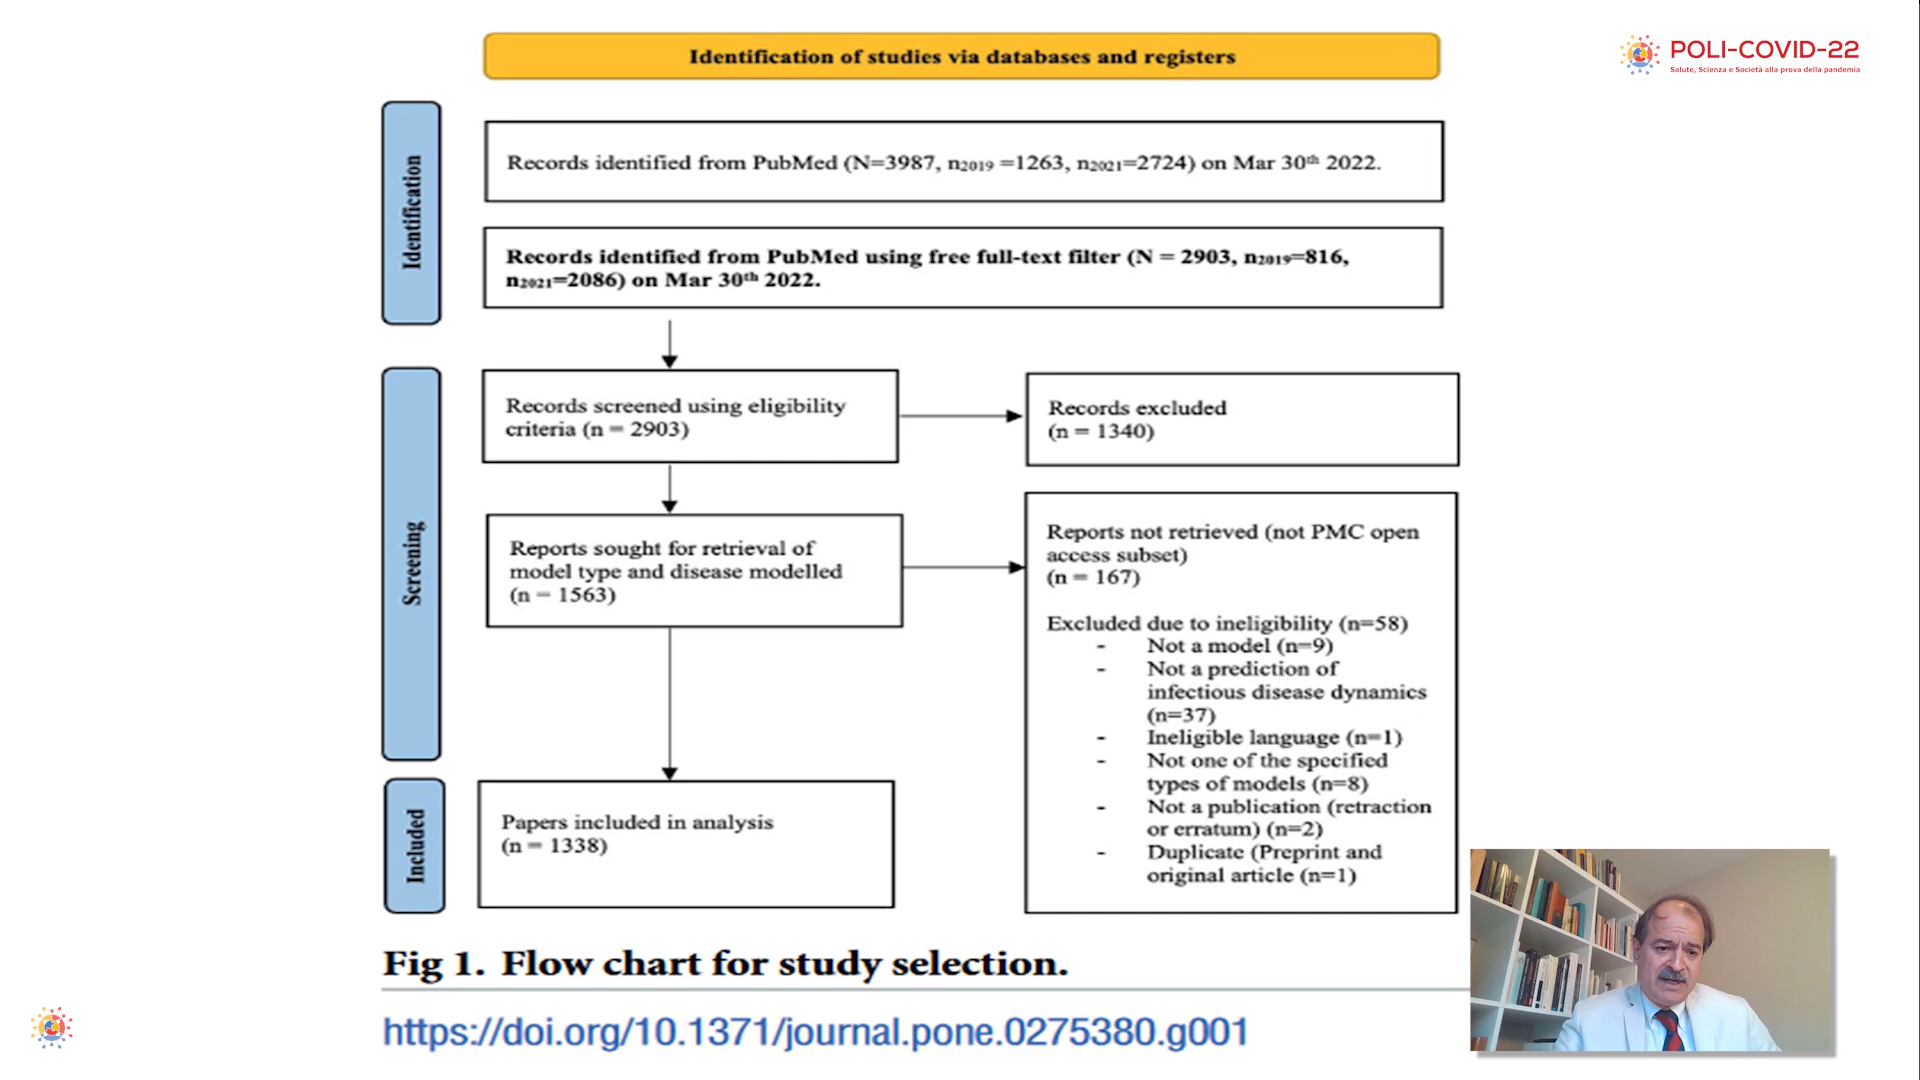 Identification of studies via databases and registers
POLI-COVID-22
Salute, Scienza e Società alla prova della pandemia
Identification
Records identified from PubMed (N=3987, n2019 =1263, n2021=2724) on Mar 30th 2022.
Records identified from PubMed using free full-text filter (N = 2903, n2019=816,
n2021=2086) on Mar 30th 2022.
Screening
Records screened using eligibility
criteria (n = 2903)
Records excluded
(n = 1340)
Reports sought for retrieval of
model type and disease modelled
(n = 1563)
Reports not retrieved (not PMC open
access subset)
(n = 167)
Excluded due to ineligibility (n=58)
- Not a model (n=9)
- Not a prediction of
infectious disease dynamics
(n=37)
- Ineligible language (n=1)
- Not one of the specified
types of models (n=8)
- Not a publication (retraction
or erratum) (n=2)
- Duplicate (Preprint and
original article (n=1)
Included
Papers included in analysis
(n = 1338)
Fig 1. Flow chart for study selection.
https://doi.org/10.1371/journal.pone.0275380.g001